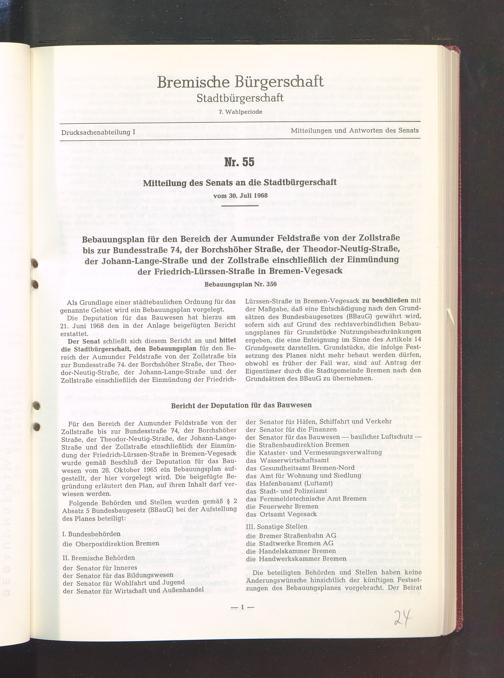 Bremische Bürgerschaft
Stadtbürgerschaft
7. Wahlperiode
Drucksachenabteilung I
Mitteilungen und Antworten des Senats
Nr. 55
Mitteilung des Senats an die Stadtbürgerschaft
vom 30. Juli 1968
Bebauungsplan für den Bereich der Aumunder Feldstraße von der Zollstraße
bis zur Bundesstraße 74, der Borchshöher Straße, der Theodor-Neutig-Straße,
der Johann-Lange-Straße und der Zollstraße einschließlich der Einmündung
der Friedrich-Lürssen-Straße in Bremen-Vegesack
Bebauungsplan Nr. 356
Als Grundlage einer städtebaulichen Ordnung für das
genannte Gebiet wird ein Bebauungsplan vorgelegt.
Die Deputation für das Bauwesen hat hierzu am
21. Juni 1968 den in der Anlage beigefügten Bericht
erstattet.
Der Senat schließt sich diesem Bericht an und bittet
die Stadtbürgerschaft, den Bebauungsplan für den Be-
reich der Aumunder Feldstraße von der Zollstraße bis
zur Bundesstraße 74, der Borchshöher Straße, der Theo-
dor-Neutig-Straße, der Johann-Lange-Straße und der
Zollstraße einschließlich der Einmündung der Friedrich-
Lürssen-Straße in Bremen-Vegesack zu beschließen mit
der Maßgabe, daß eine Entschädigung nach den Grund-
sätzen des Bundesbaugesetzes (BBauG) gewährt wird,
sofern sich auf Grund des rechtsverbindlichen Bebau-
ungsplanes für Grundstücke Nutzungsbeschränkungen
ergeben, die eine Enteignung im Sinne des Artikels 14
Grundgesetz darstellen. Grundstücke, die infolge Fest-
setzung des Planes nicht mehr bebaut werden dürfen,
obwohl es früher der Fall war, sind auf Antrag der
Eigentümer durch die Stadtgemeinde Bremen nach den
Grundsätzen des BBauG zu übernehmen.
Bericht der Deputation für das Bauwesen
Für den Bereich der Aumunder Feldstraße von der
Zollstraße bis zur Bundesstraße 74, der Borchshöher
Straße, der Theodor-Neutig-Straße, der Johann-Lange-
Straße und der Zollstraße einschließlich der Einmün-
dung der Friedrich-Lürssen-Straße in Bremen-Vegesack
wurde gemäß Beschluß der Deputation für das Bau-
wesen vom 28. Oktober 1965 ein Bebauungsplan auf-
gestellt, der hier vorgelegt wird. Die beigefügte Be-
gründung erläutert den Plan, auf ihren Inhalt darf ver-
wiesen werden.
Folgende Behörden und Stellen wurden gemäß § 2
Absatz 5 Bundesbaugesetz (BBauG) bei der Aufstellung
des Planes beteiligt:
I. Bundesbehörden
die Oberpostdirektion Bremen
II. Bremische Behörden
der Senator für Inneres
der Senator für das Bildungswesen
der Senator für Wohlfahrt und Jugend
der Senator für Wirtschaft und Außenhandel
der Senator für Häfen, Schiffahrt und Verkehr
der Senator für die Finanzen
der Senator für das Bauwesen — baulicher Luftschutz —
die Straßenbaudirektion Bremen
die Kataster- und Vermessungsverwaltung
das Wasserwirtschaftsamt
das Gesundheitsamt Bremen-Nord
das Amt für Wohnung und Siedlung
das Hafenbauamt (Luftamt)
das Stadt- und Polizeiamt
das Fernmeldetechnische Amt Bremen
die Feuerwehr Bremen
das Ortsamt Vegesack
III. Sonstige Stellen
die Bremer Straßenbahn AG
die Stadtwerke Bremen AG
die Handelskammer Bremen
die Handwerkskammer Bremen
Die beteiligten Behörden und Stellen haben keine
Änderungswünsche hinsichtlich der künftigen Festset-
zungen des Bebauungsplanes vorgebracht. Der Beirat
— 1 —
24